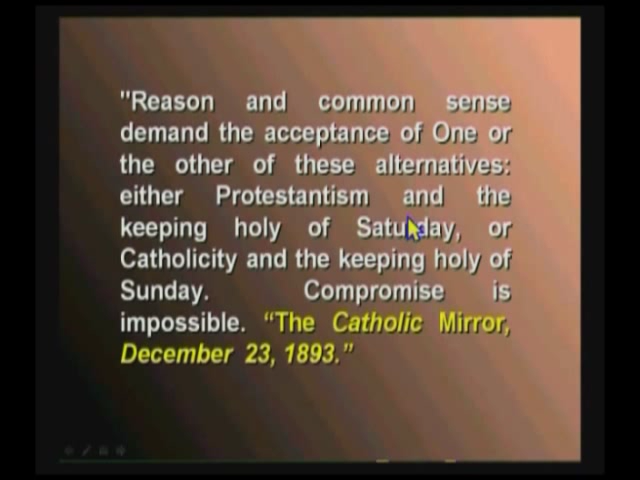 "Reason and common sense
demand the acceptance of One or
the other of these alternatives:
either Protestantism and the
keeping holy of Saturday, or
Catholicity and the keeping holy of
Sunday. Compromise is
impossible. “The Catholic Mirror,
December 23, 1893.”